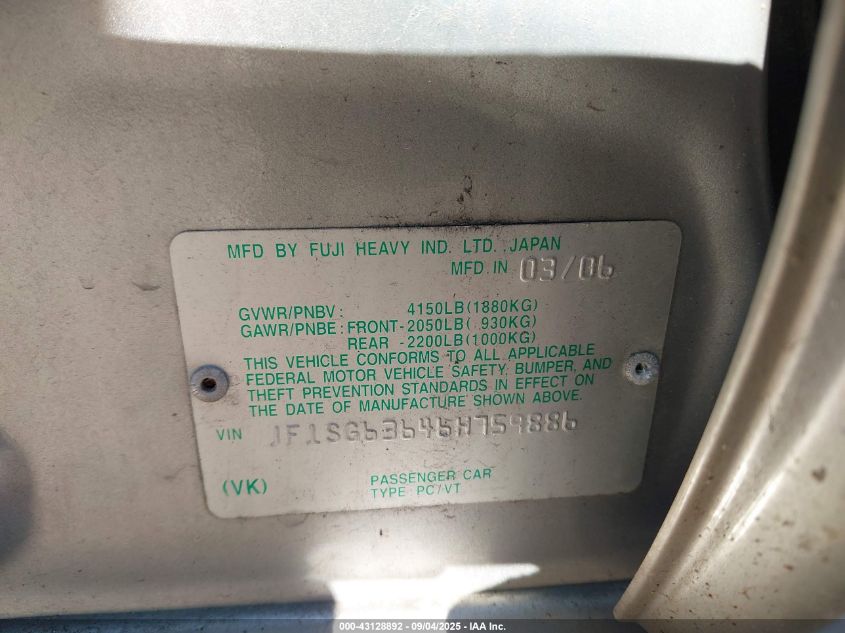 MFD BY FUJI HEAVY IND. LTD. JAPAN
MFD. IN 03/06
GVWR/PNBV: 4150LB(1880KG)
GAWR/PNBE: FRONT-2050LB( 930KG)
REAR -2200LB(1000KG)
THIS VEHICLE CONFORMS TO ALL APPLICABLE
FEDERAL MOTOR VEHICLE SAFETY, BUMPER, AND
THEFT PREVENTION STANDARDS IN EFFECT ON
THE DATE OF MANUFACTURE SHOWN ABOVE.
VIN JF1SG63646H759886
(VK) PASSENGER CAR
TYPE PC/VT
000-43128892 - 09/04/2025 - IAA Inc.